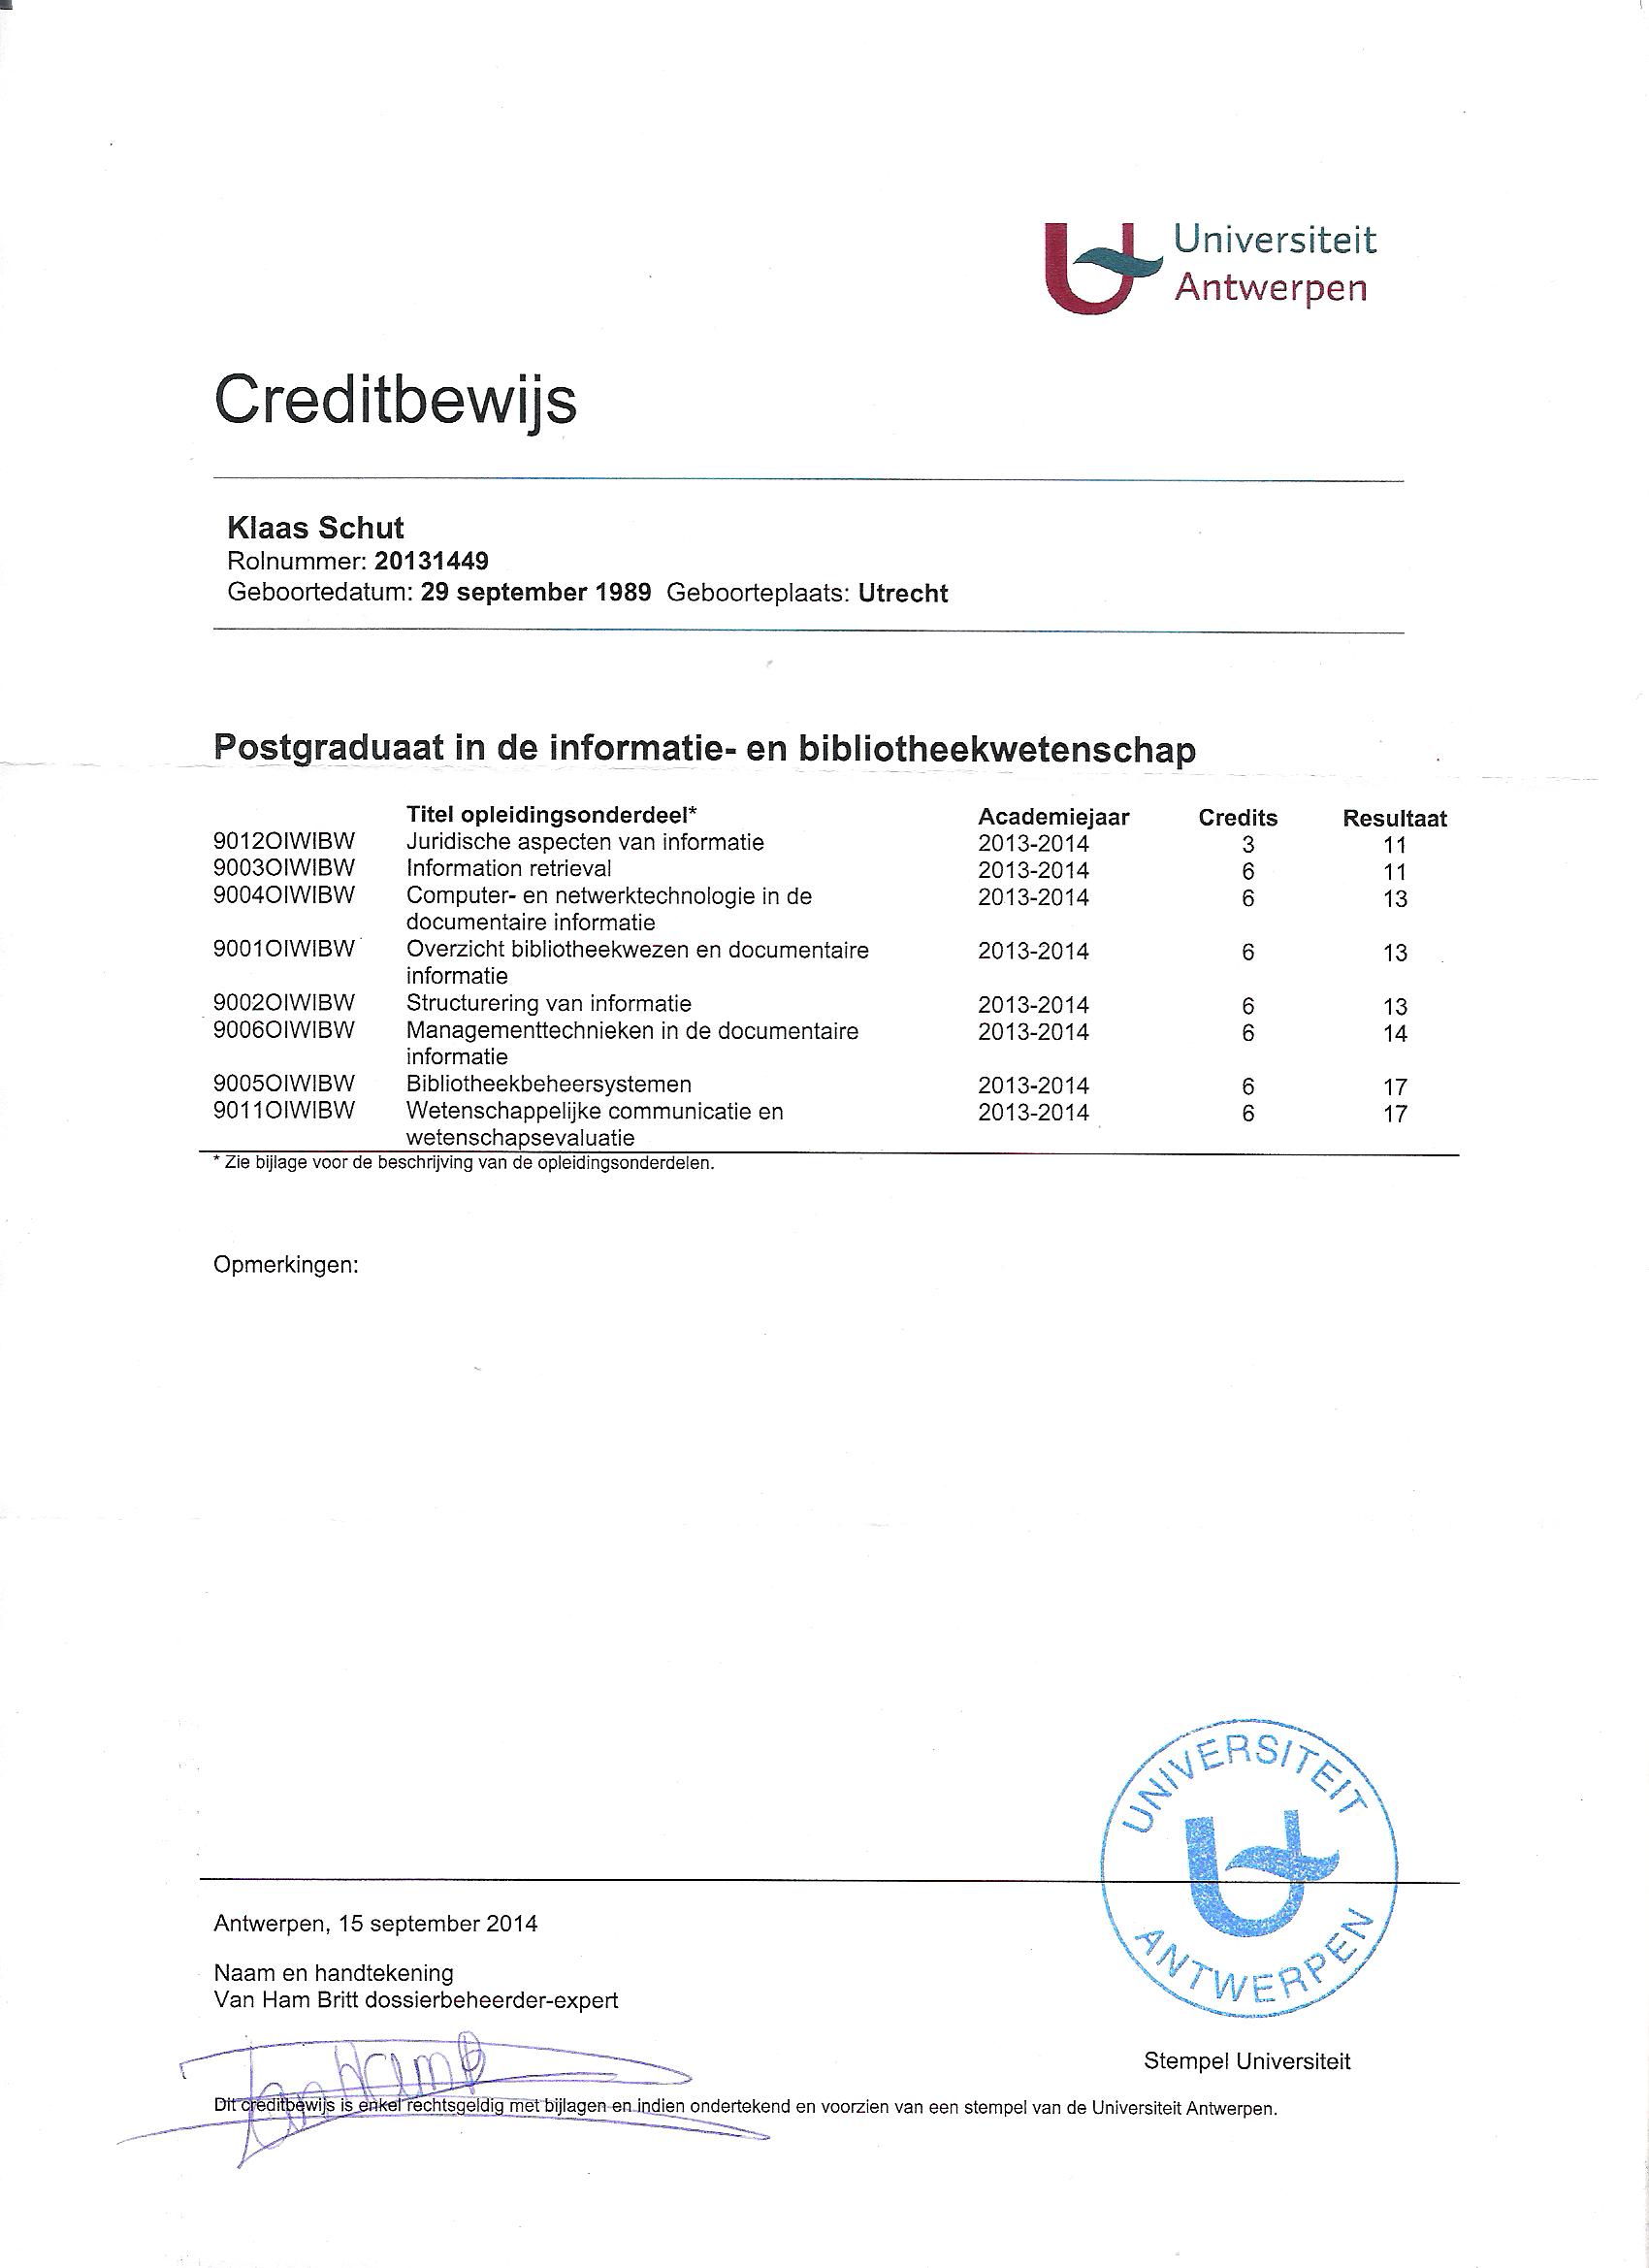 Universiteit
Antwerpen
Creditbewijs
Klaas Schut
Rolnummer: 20131449
Geboortedatum: 29 september 1989 Geboorteplaats: Utrecht
Postgraduaat in de informatie- en bibliotheekwetenschap
Titel opleidingsonderdeel* Academiejaar Credits Resultaat
9012OIWIBW Juridische aspecten van informatie 2013-2014 3 11
9003OIWIBW Information retrieval 2013-2014 6 11
9004OIWIBW Computer- en netwerktechnologie in de 2013-2014 6 13
documentaire informatie
9001OIWIBW Overzicht bibliotheekwezen en documentaire 2013-2014 6 13
informatie
9002OIWIBW Structurering van informatie 2013-2014 6 13
9006OIWIBW Managementtechnieken in de documentaire 2013-2014 6 14
informatie
9005OIWIBW Bibliotheekbeheersystemen 2013-2014 6 17
9011OIWIBW Wetenschappelijke communicatie en 2013-2014 6 17
wetenschapsevaluatie
* Zie bijlage voor de beschrijving van de opleidingsonderdelen.
Opmerkingen:
UNIVERSITEIT
ANTWERPEN
Antwerpen, 15 september 2014
Naam en handtekening
Van Ham Britt dossierbeheerder-expert
Stempel Universiteit
Dit creditbewijs is enkel rechtsgeldig met bijlagen en indien ondertekend en voorzien van een stempel van de Universiteit Antwerpen.